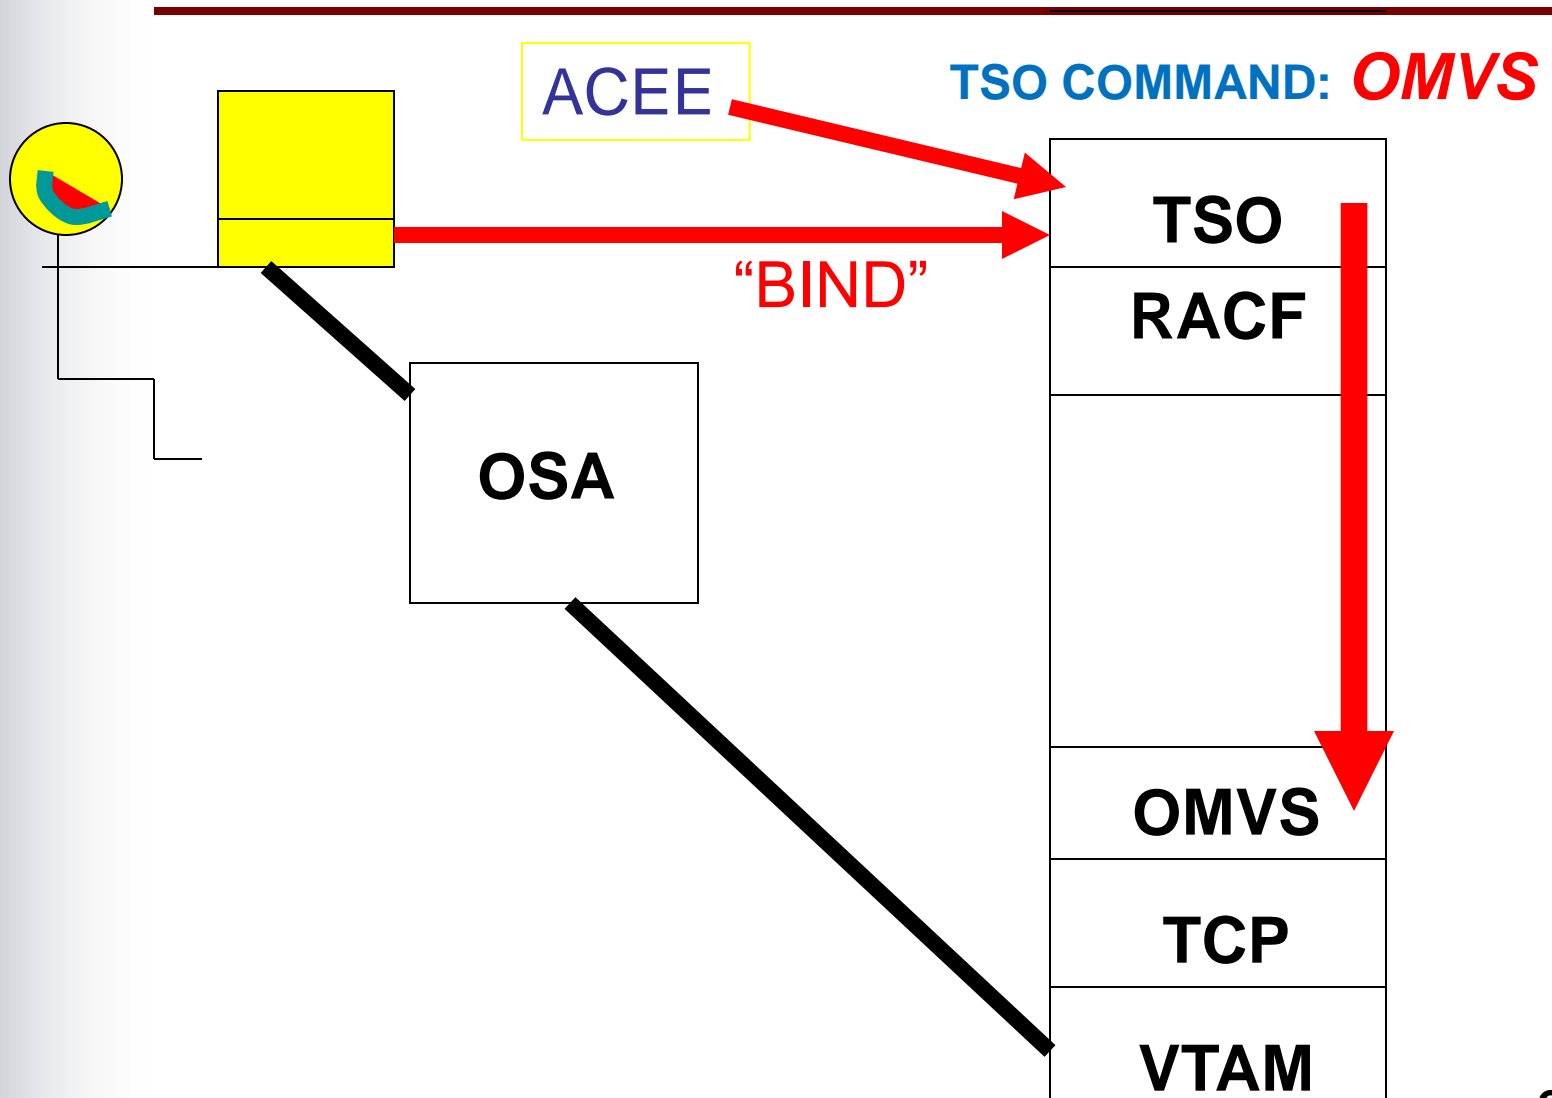 TSO COMMAND: OMVS
ACEE
TSO
“BIND”
RACF
OSA
OMVS
TCP
VTAM